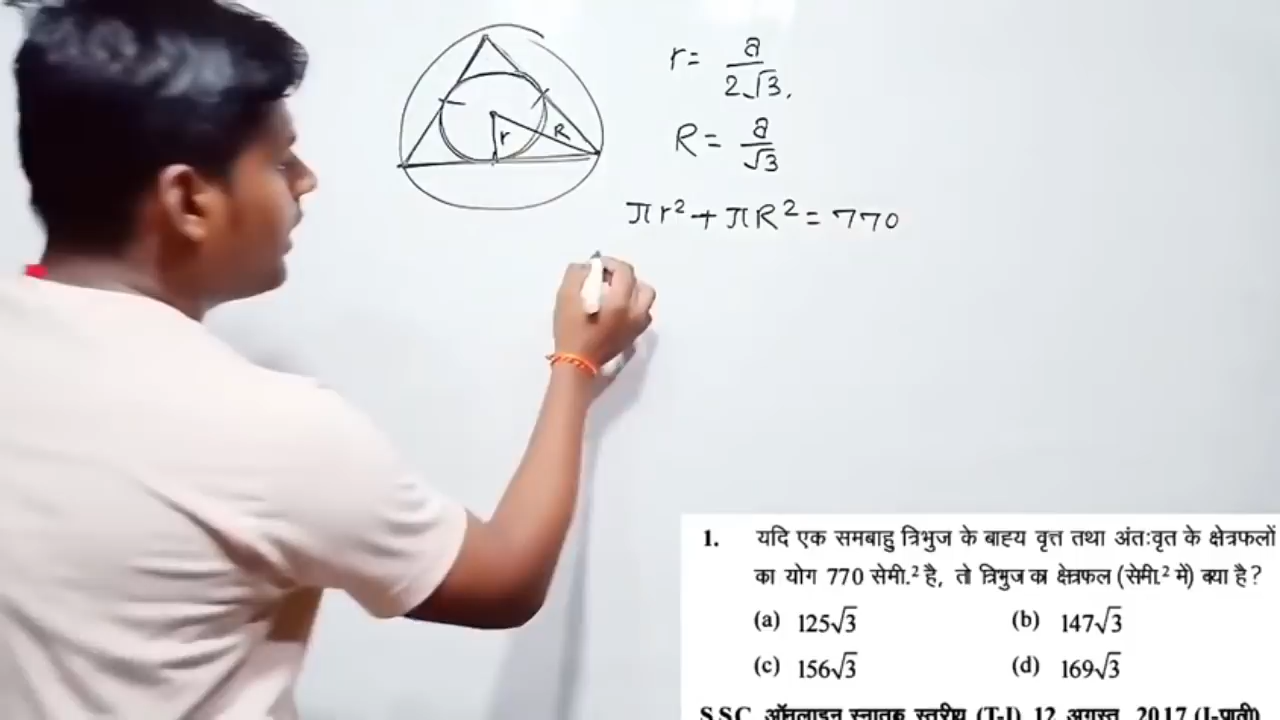 r= a/2√3,
R= a/√3
r
R
πr²+πR²=770
1. यदि एक समबाहु त्रिभुज के बाह्य वृत्त तथा अंतःवृत के क्षेत्रफलों
का योग 770 सेमी.² है, तो त्रिभुज का क्षेत्रफल (सेमी.² में) क्या है?
(a) 125√3 (b) 147√3
(c) 156√3 (d) 169√3
S.S.C. ऑनलाइन स्नातक स्तरीय (T-I) 12 अगस्त, 2017 (I-पाली)